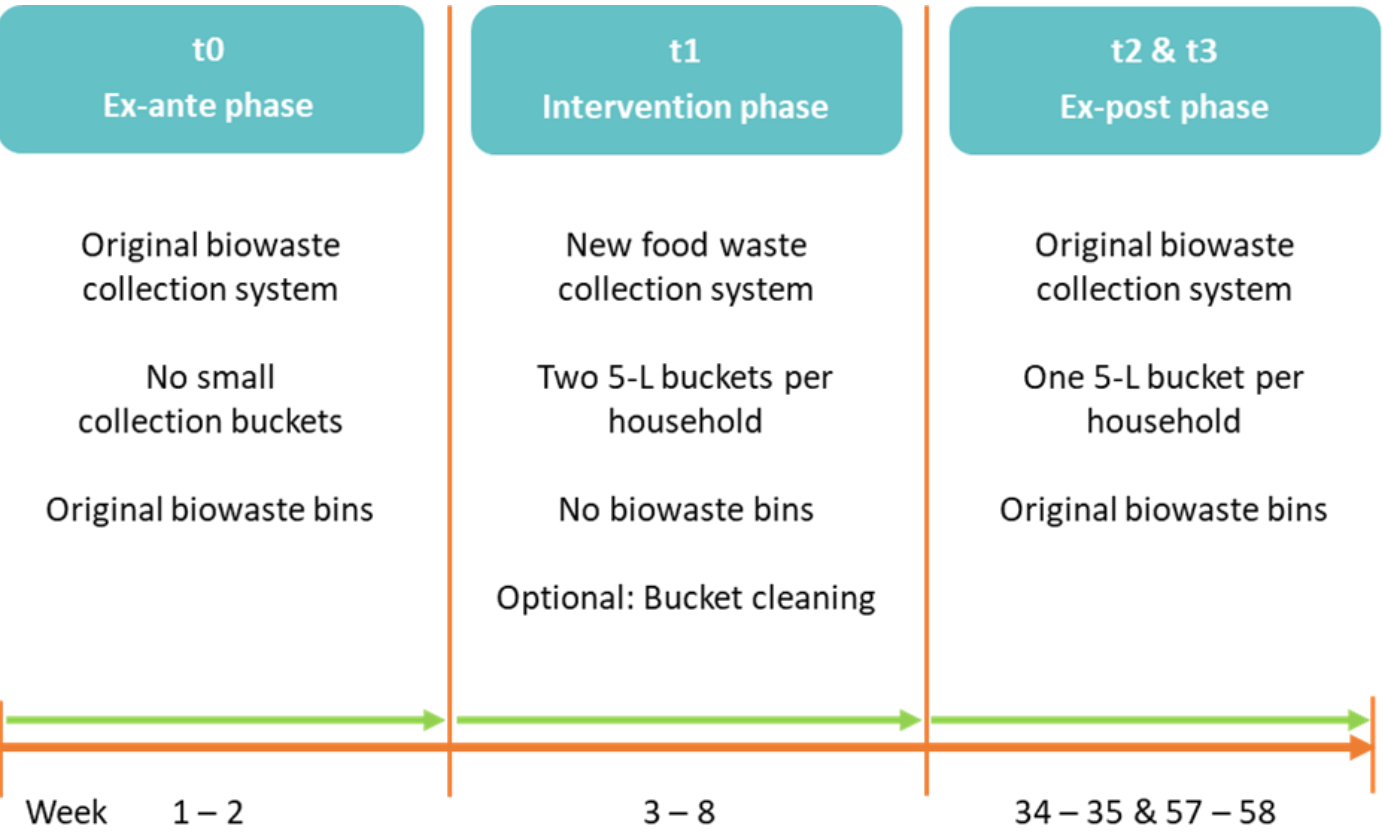 t0
Ex-ante phase
Original biowaste
collection system
No small
collection buckets
Original biowaste bins
t1
Intervention phase
New food waste
collection system
Two 5-L buckets per
household
No biowaste bins
Optional: Bucket cleaning
t2 & t3
Ex-post phase
Original biowaste
collection system
One 5-L bucket per
household
Original biowaste bins
Week 1 – 2 3 – 8 34 – 35 & 57 – 58